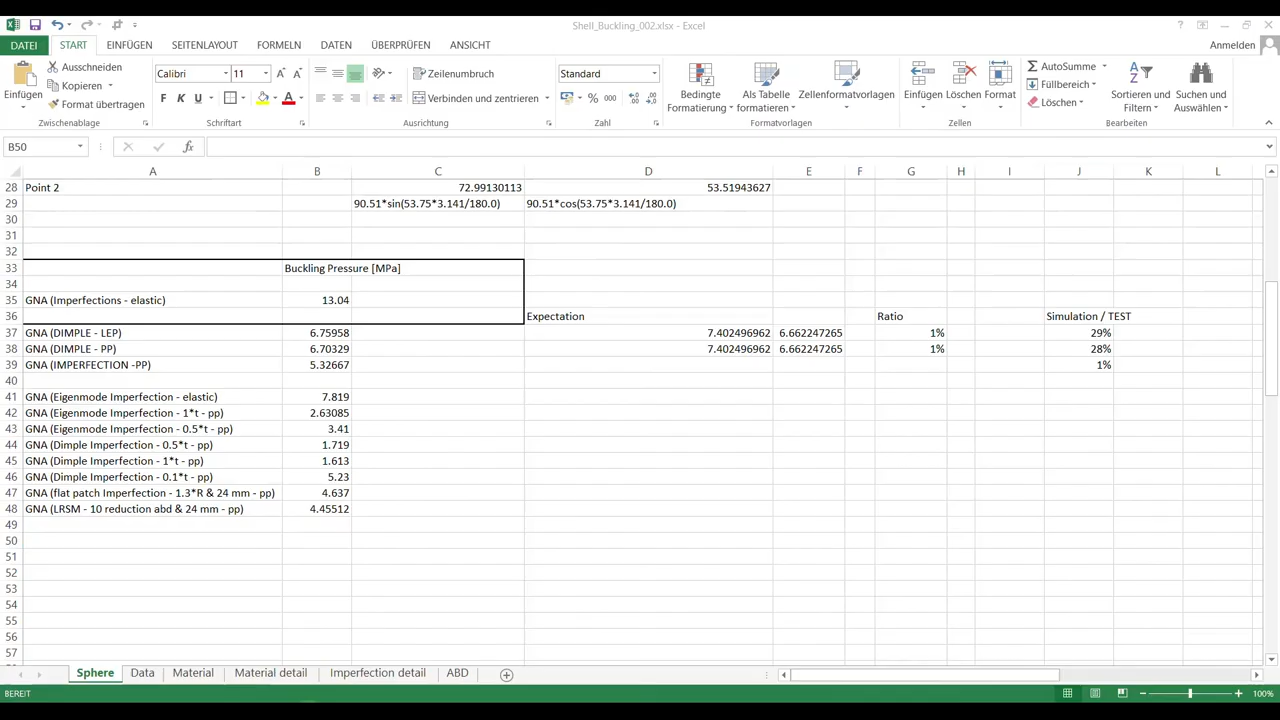 Shell_Buckling_002.xlsx - Excel
DATEI START EINFÜGEN SEITENLAYOUT FORMELN DATEN ÜBERPRÜFEN ANSICHT Anmelden
Einfügen
Ausschneiden
Kopieren
Format übertragen
Zwischenablage
Calibri 11
F K U
Schriftart
Zeilenumbruch
Verbinden und zentrieren
Ausrichtung
Standard
% 000
Zahl
Bedingte Formatierung
Als Tabelle formatieren
Zellenformatvorlagen
Formatvorlagen
Einfügen Löschen Format
Zellen
AutoSumme
Füllbereich
Löschen
Sortieren und Filtern
Suchen und Auswählen
Bearbeiten
B50
A B C D E F G H I J K L
28 Point 2 72.99130113 53.51943627
29 90.51*sin(53.75*3.141/180.0) 90.51*cos(53.75*3.141/180.0)
30
31
32
33 Buckling Pressure [MPa]
34
35 GNA (Imperfections - elastic) 13.04
36 Expectation Ratio Simulation / TEST
37 GNA (DIMPLE - LEP) 6.75958 7.402496962 6.662247265 1% 29%
38 GNA (DIMPLE - PP) 6.70329 7.402496962 6.662247265 1% 28%
39 GNA (IMPERFECTION -PP) 5.32667 1%
40
41 GNA (Eigenmode Imperfection - elastic) 7.819
42 GNA (Eigenmode Imperfection - 1*t - pp) 2.63085
43 GNA (Eigenmode Imperfection - 0.5*t - pp) 3.41
44 GNA (Dimple Imperfection - 0.5*t - pp) 1.719
45 GNA (Dimple Imperfection - 1*t - pp) 1.613
46 GNA (Dimple Imperfection - 0.1*t - pp) 5.23
47 GNA (flat patch Imperfection - 1.3*R & 24 mm - pp) 4.637
48 GNA (LRSM - 10 reduction abd & 24 mm - pp) 4.45512
49
50
51
52
53
54
55
56
57
Sphere Data Material Material detail Imperfection detail ABD
BEREIT 100%